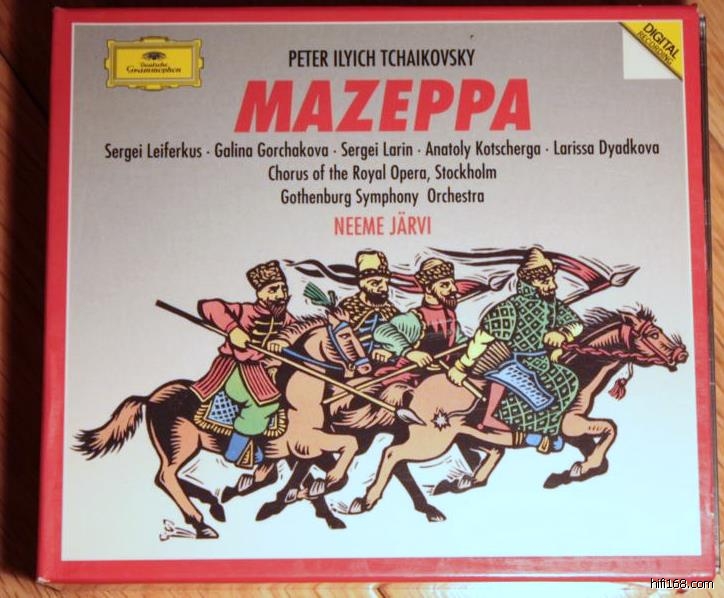 Deutsche
Grammophon
DIGITAL
RECORDING
PETER ILYICH TCHAIKOVSKY
MAZEPPA
Sergei Leiferkus · Galina Gorchakova · Sergei Larin · Anatoly Kotscherga · Larissa Dyadkova
Chorus of the Royal Opera, Stockholm
Gothenburg Symphony Orchestra
NEEME JÄRVI
hifi168.com